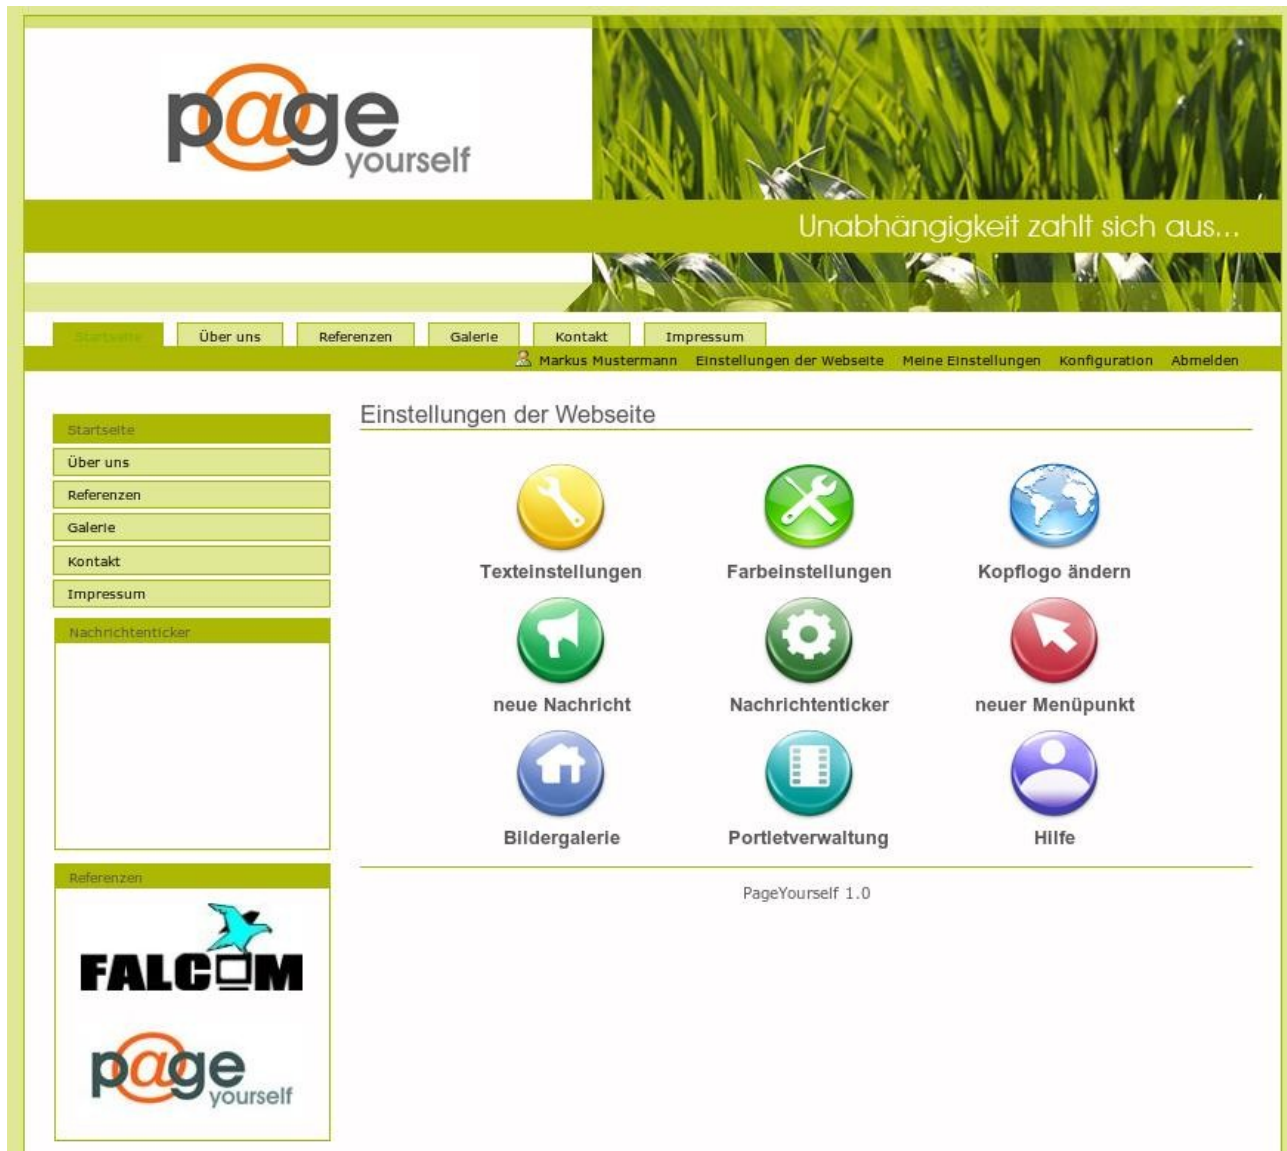 p@ge
yourself
Unabhängigkeit zahlt sich aus...
Startseite Über uns Referenzen Galerie Kontakt Impressum
Markus Mustermann Einstellungen der Webseite Meine Einstellungen Konfiguration Abmelden
Einstellungen der Webseite
Startseite
Über uns
Referenzen
Galerie
Kontakt
Impressum
Texteinstellungen Farbeinstellungen Kopflogo ändern
neue Nachricht Nachrichtenticker neuer Menüpunkt
Bildergalerie Portletverwaltung Hilfe
Nachrichtenticker
Referenzen
FALCOM
p@ge
yourself
PageYourself 1.0